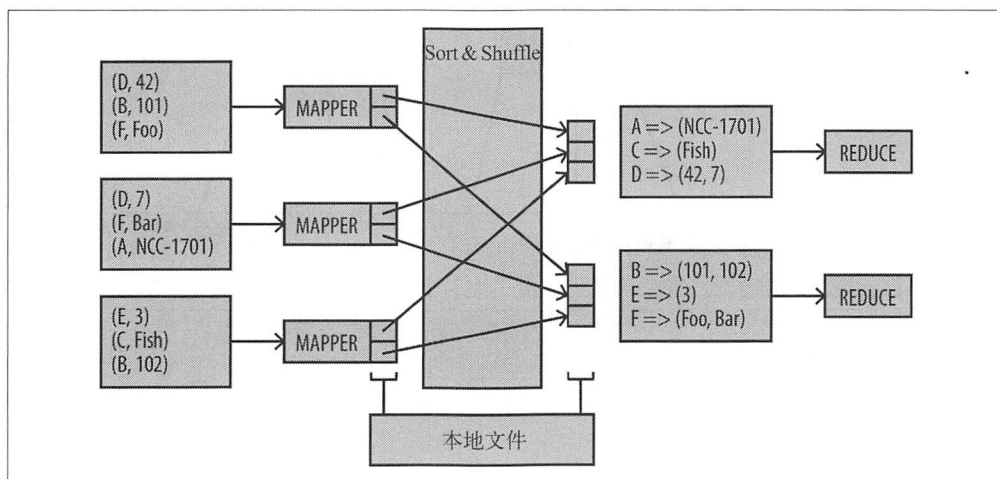 Sort & Shuffle
(D, 42)
(B, 101)
(F, Foo)
MAPPER
A => (NCC-1701)
C => (Fish)
D => (42, 7)
REDUCE
(D, 7)
(F, Bar)
(A, NCC-1701)
MAPPER
B => (101, 102)
E => (3)
F => (Foo, Bar)
REDUCE
(E, 3)
(C, Fish)
(B, 102)
MAPPER
本地文件